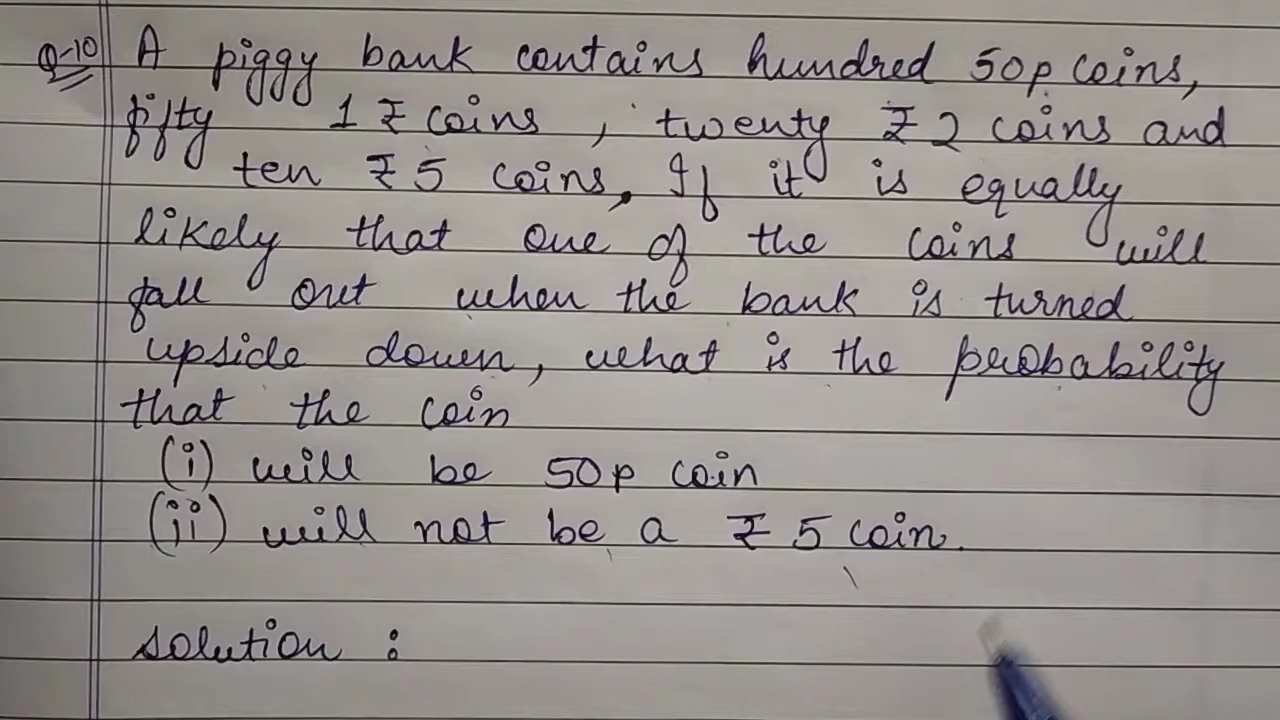 Q-10 A piggy bank contains hundred 50p coins,
fifty 1 ₹ coins , twenty ₹ 2 coins and
ten ₹ 5 coins, If it is equally
likely that one of the coins will
fall out when the bank is turned
upside down, what is the probability
that the coin
(i) will be 50p coin
(ii) will not be a ₹ 5 coin.
solution :